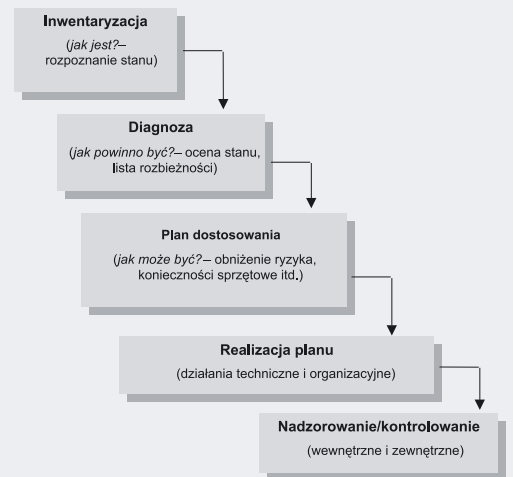 Inwentaryzacja
(jak jest?– 
rozpoznanie stanu)
Diagnoza
(jak powinno być?– ocena stanu,
lista rozbieżności)
Plan dostosowania
(jak może być?– obniżenie ryzyka,
konieczności sprzętowe itd.)
Realizacja planu
(działania techniczne i organizacyjne)
Nadzorowanie/kontrolowanie
(wewnętrzne i zewnętrzne)